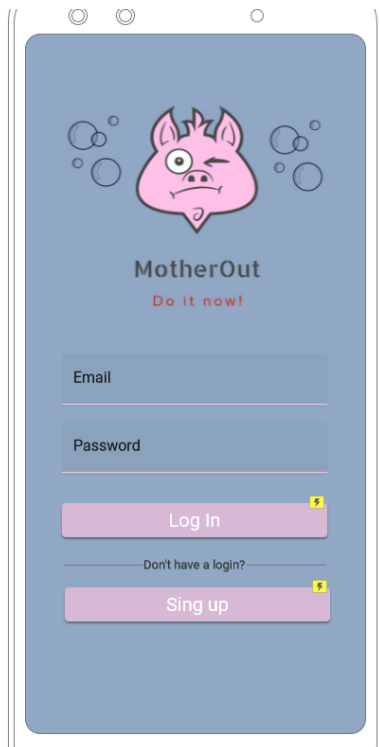 MotherOut
Do it now!
Email
Password
Log In
Don't have a login?
Sing up